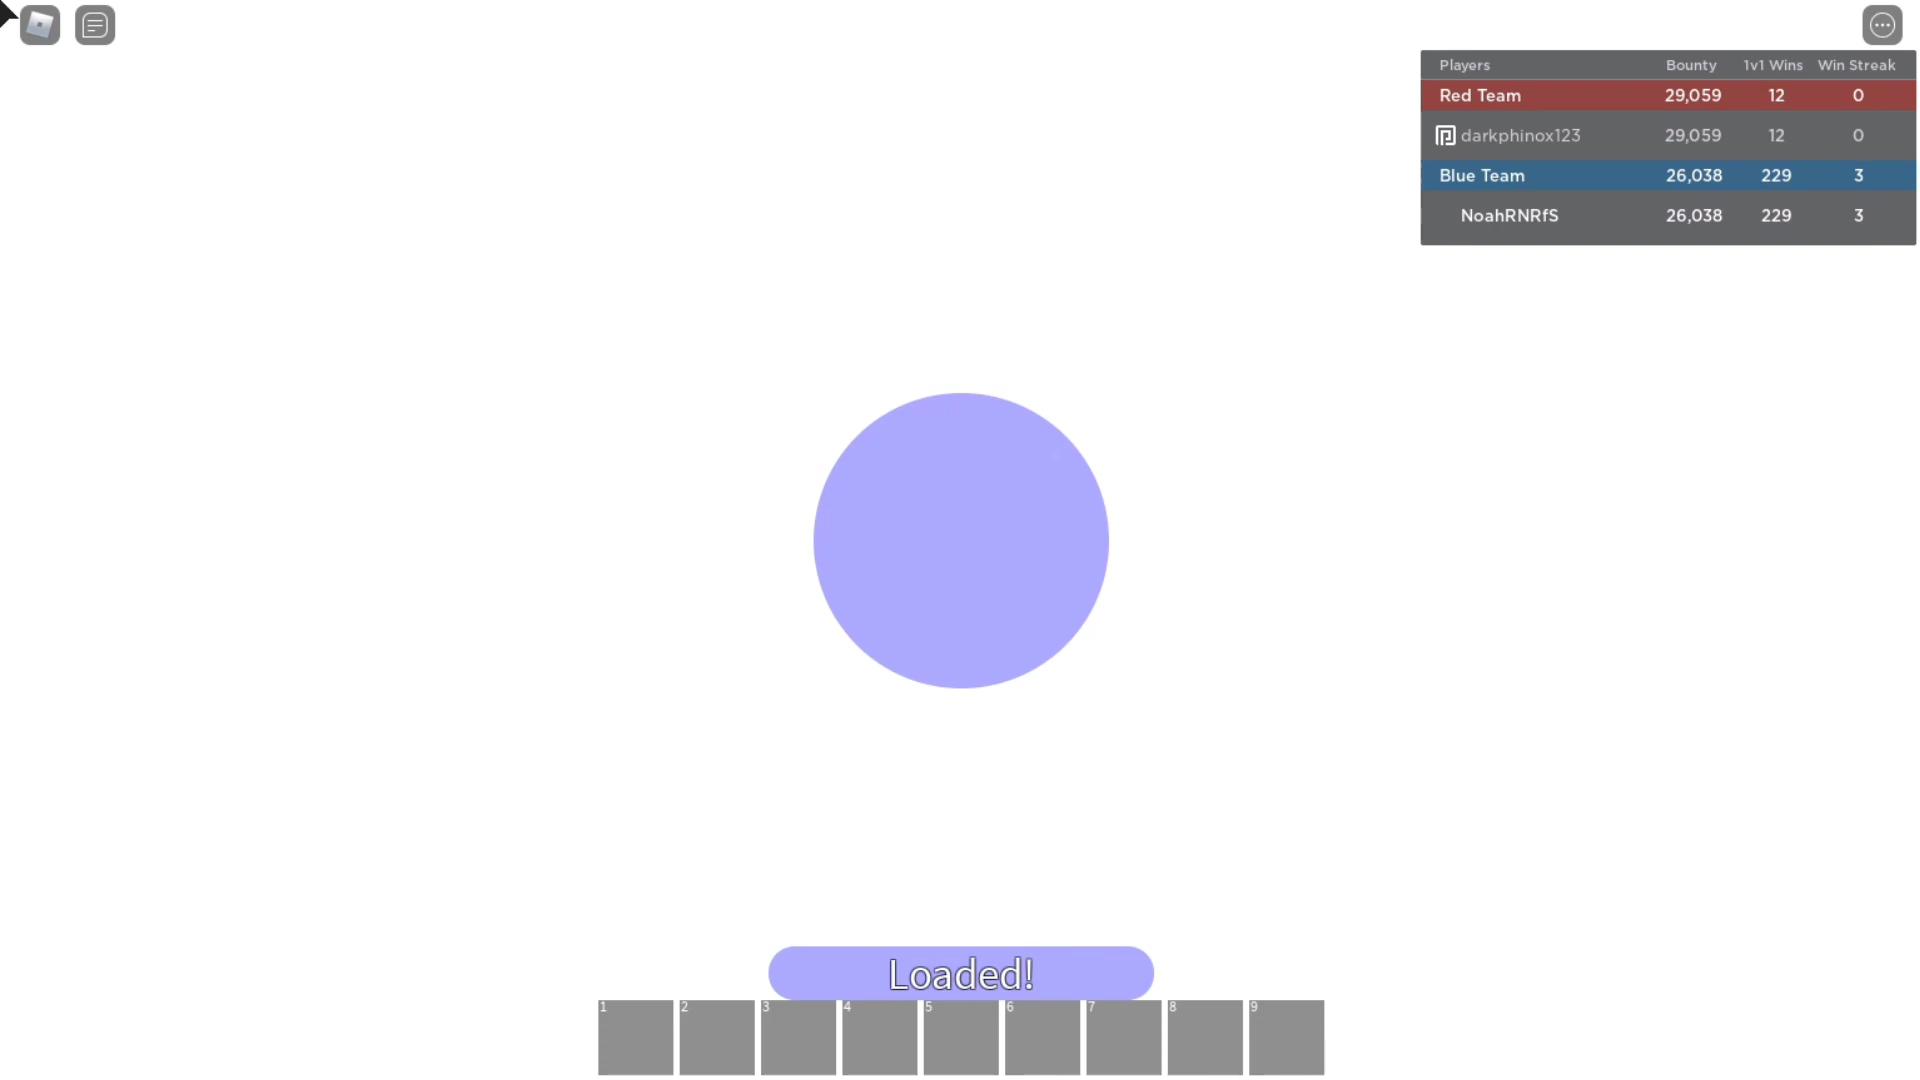 Players Bounty 1v1 Wins Win Streak
Red Team 29,059 12 0
darkphinox123 29,059 12 0
Blue Team 26,038 229 3
NoahRNRfS 26,038 229 3
Loaded!
1 2 3 4 5 6 7 8 9